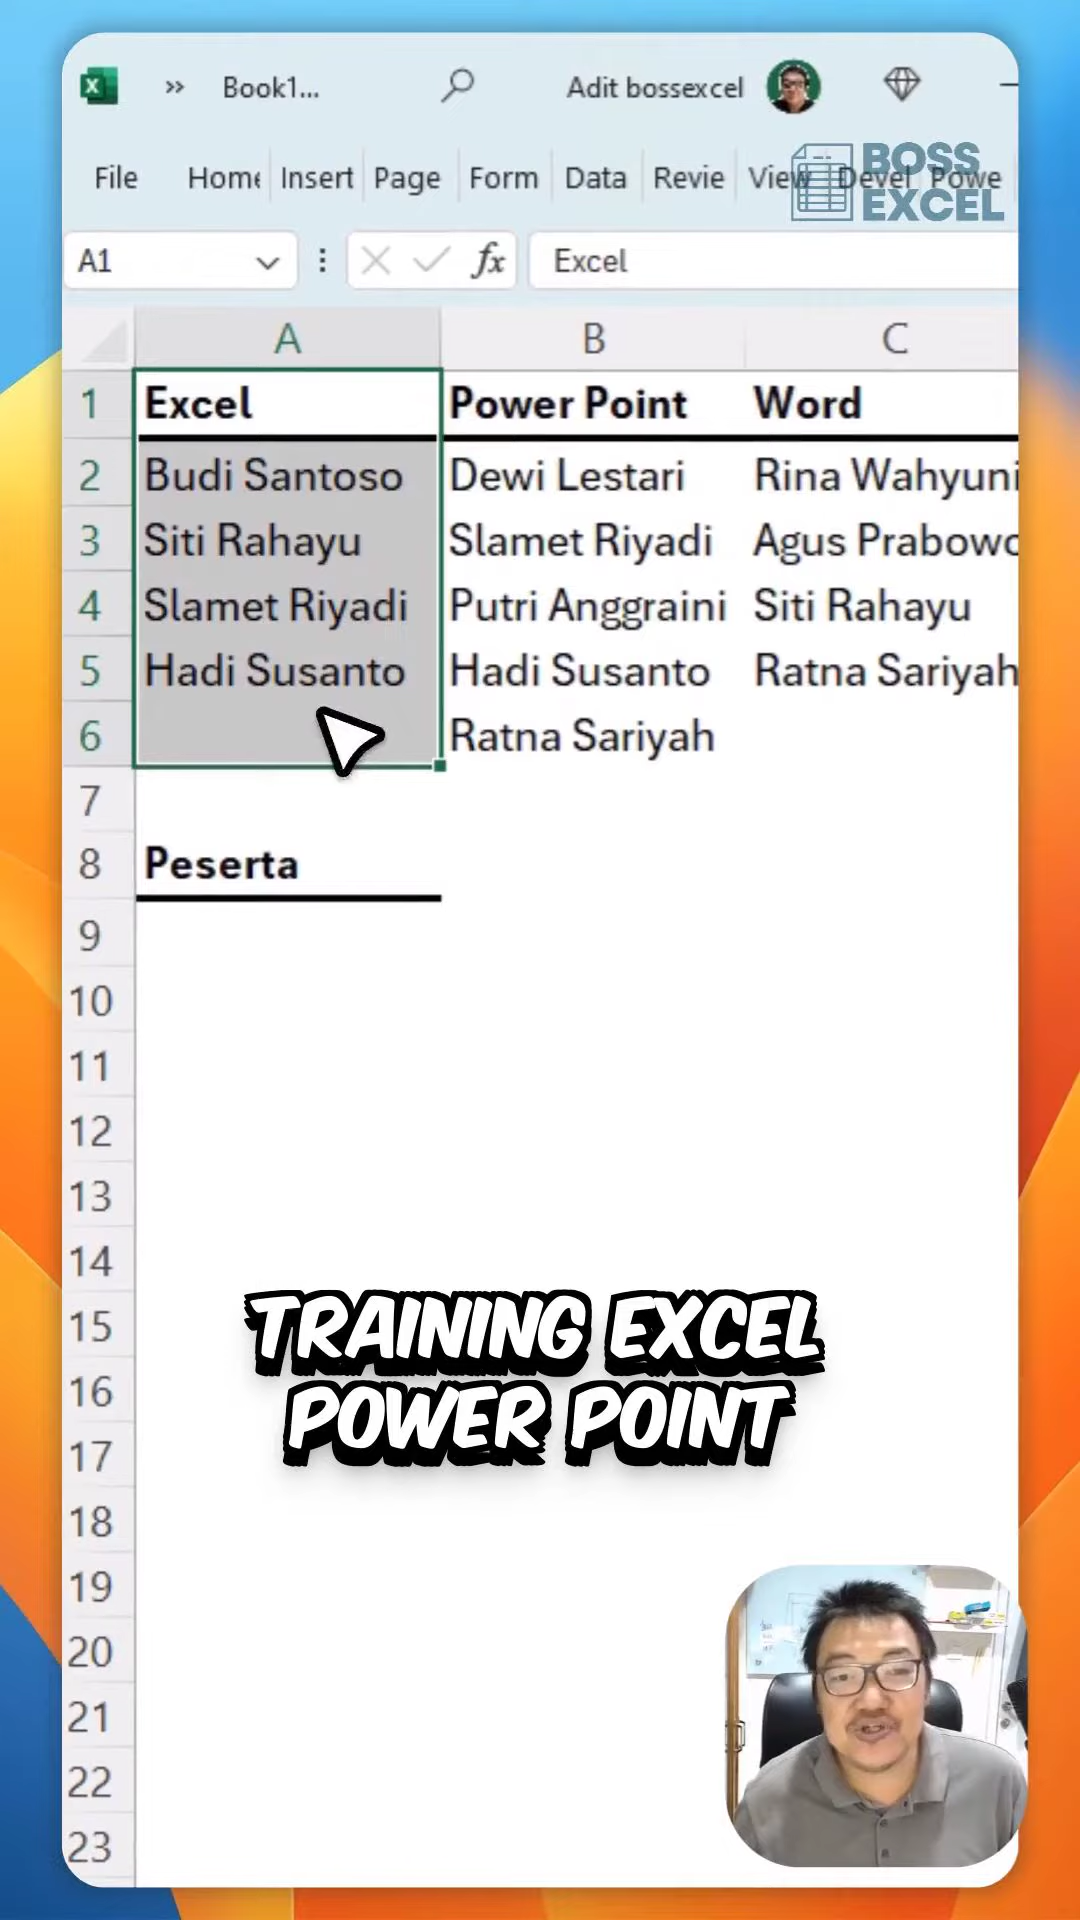 Book1...
Adit bossexcel
BOSS
EXCEL
File Home Insert Page Form Data Revie View Devel Powe
A1 fx Excel
A B C
1 Excel Power Point Word
2 Budi Santoso Dewi Lestari Rina Wahyuni
3 Siti Rahayu Slamet Riyadi Agus Prabowo
4 Slamet Riyadi Putri Anggraini Siti Rahayu
5 Hadi Susanto Hadi Susanto Ratna Sariyah
6 Ratna Sariyah
7
8 Peserta
9
10
11
12
13
14
15
16
17
18
19
20
21
22
23
TRAINING EXCEL
POWER POINT